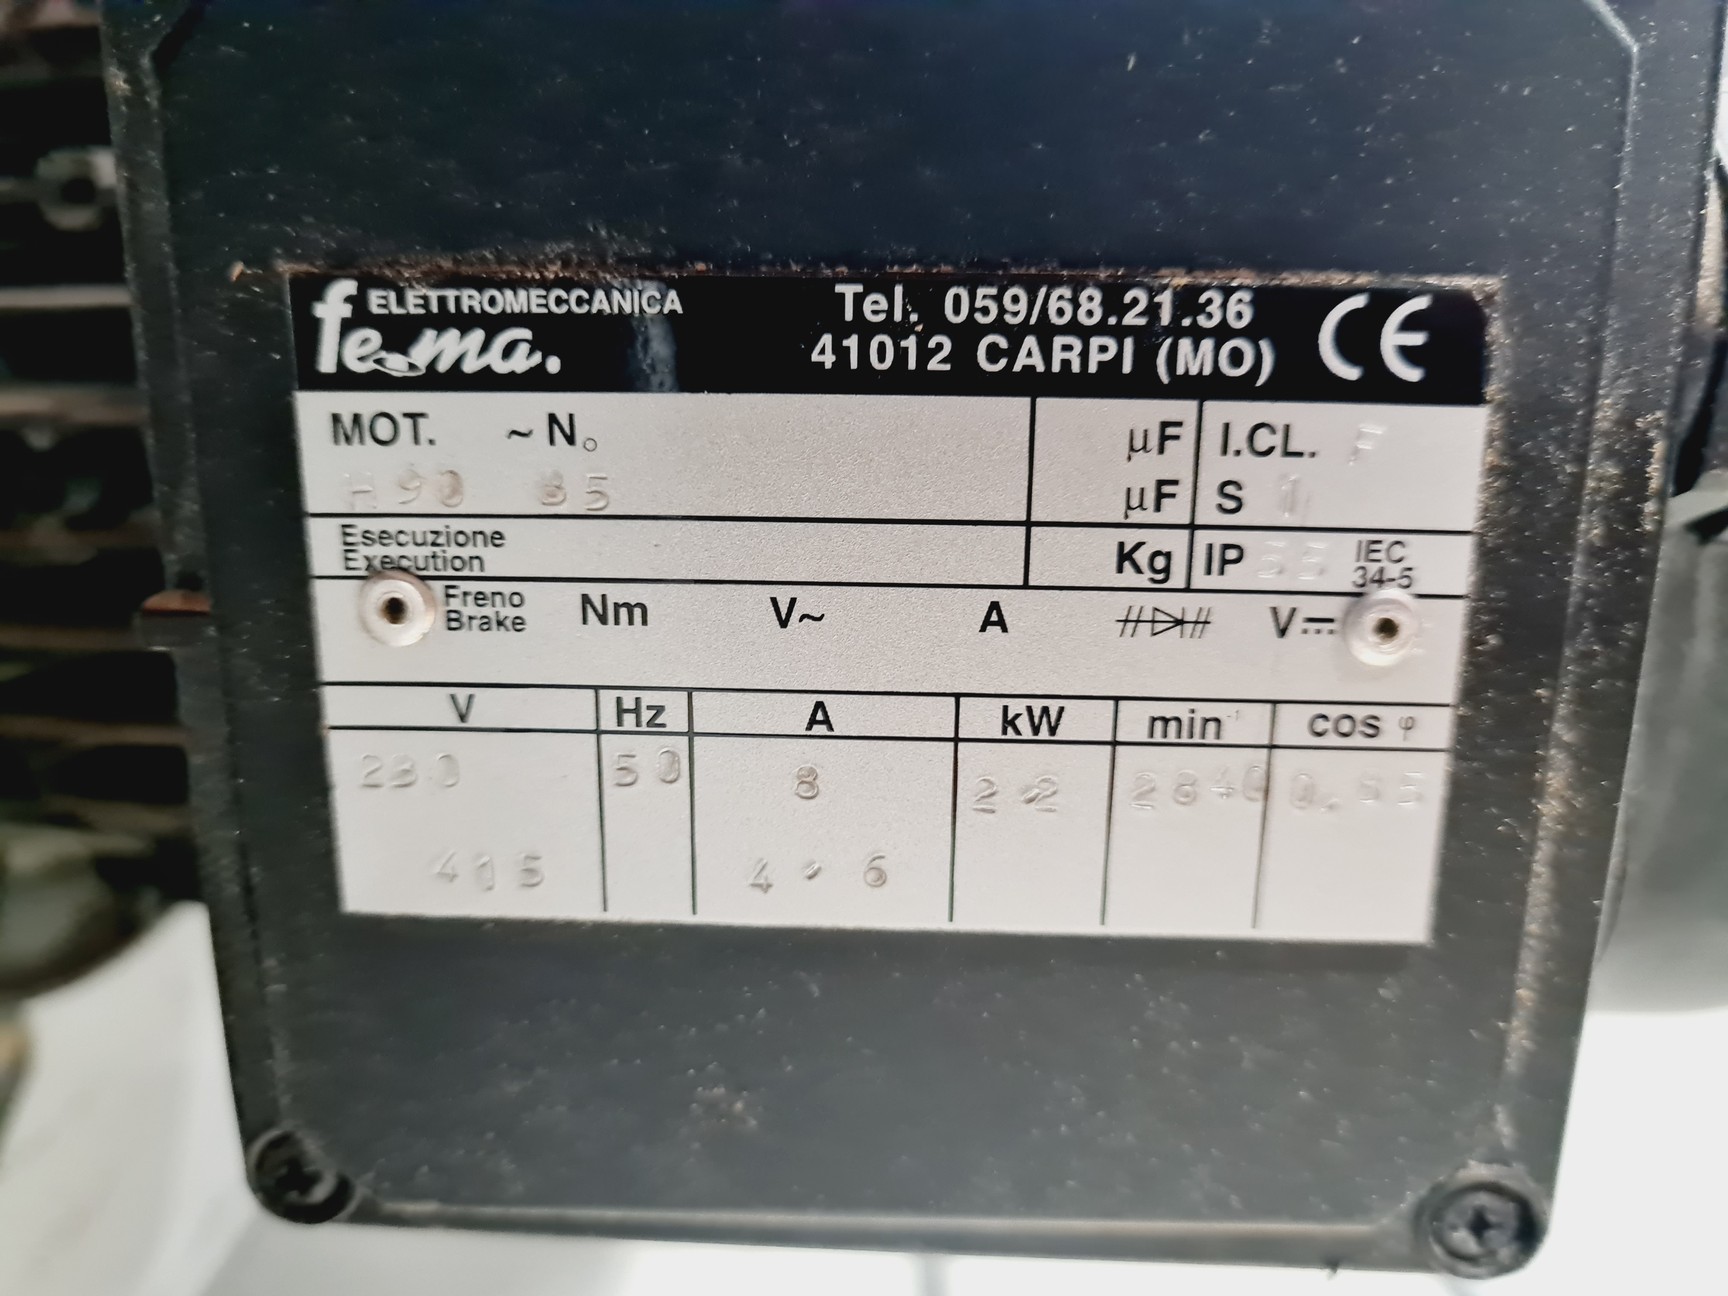 ELETTROMECCANICA
fe.ma.
Tel. 059/68.21.36
41012 CARPI (MO)
CE
MOT. ~ N.
µF
I.CL. F
H90 B5
µF
S 1
Esecuzione
Execution
Kg
IP 55
IEC
34-5
Freno
Brake
Nm
V~
A
V
V
Hz
A
kW
min-1
cos φ
230
50
8
2.2
2840
415
4.6